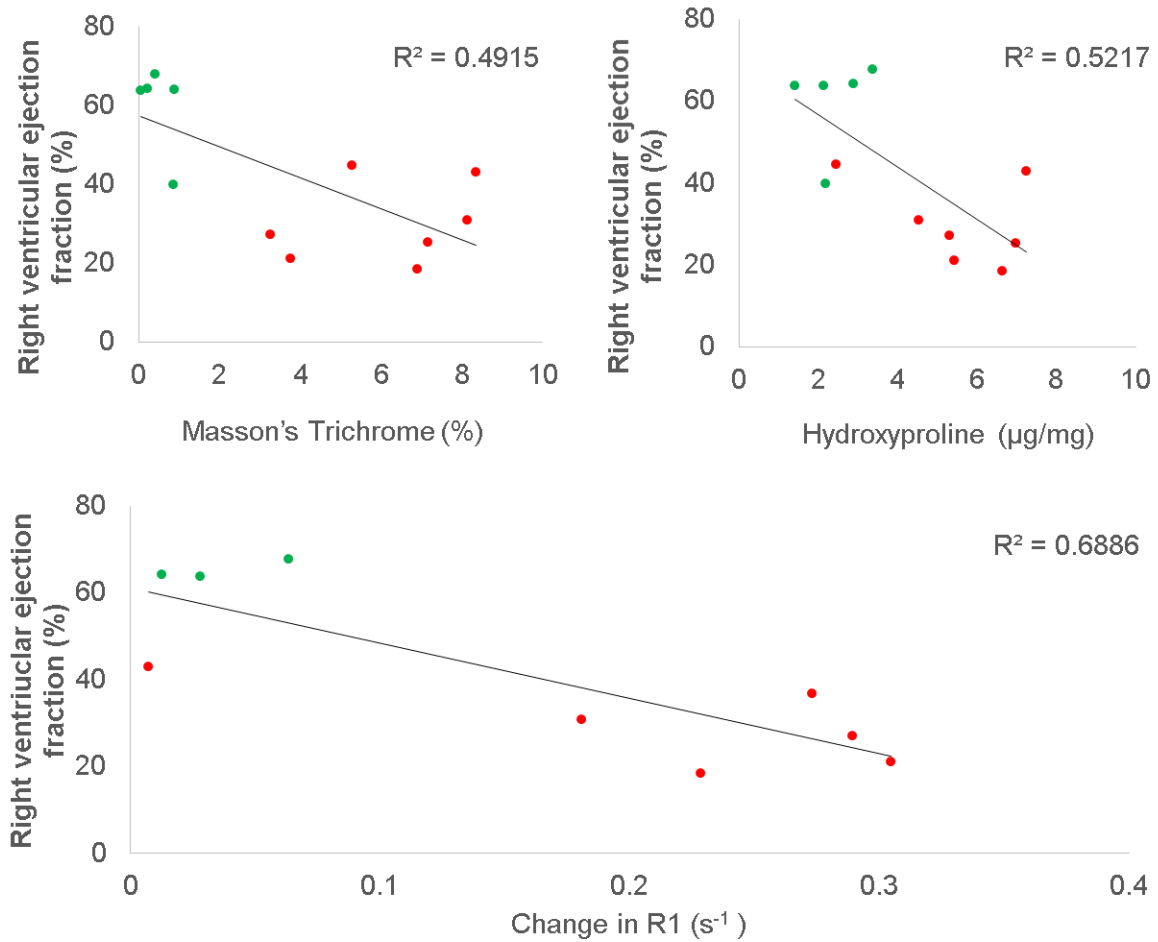 Right ventricular ejection
fraction (%)
80
60
40
20
0
R² = 0.4915
0 2 4 6 8 10
Masson's Trichrome (%)
Right ventricular ejection
fraction (%)
80
60
40
20
0
R² = 0.5217
0 2 4 6 8 10
Hydroxyproline (µg/mg)
Right ventriuclar ejection
fraction (%)
80
60
40
20
0
R² = 0.6886
0 0.1 0.2 0.3 0.4
Change in R1 (s⁻¹ )